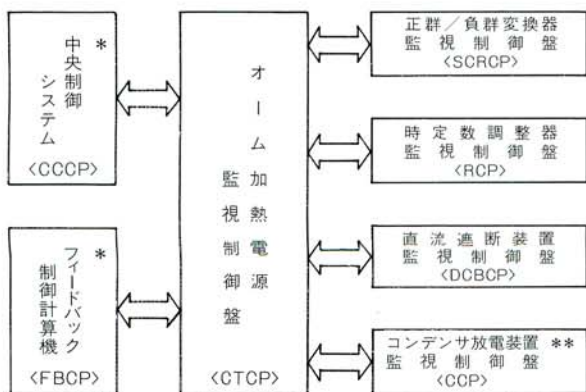 中央制御 *
システム
<CCCP>
フィードバック *
制御計算機
<FBCP>
オーム加熱電源
監視制御盤
<CTCP>
正群/負群変換器
監視制御盤
<SCRCP>
時定数調整器
監視制御盤
<RCP>
直流遮断装置
監視制御盤
<DCBCP>
コンデンサ放電装置 **
監視制御盤
<CCP>